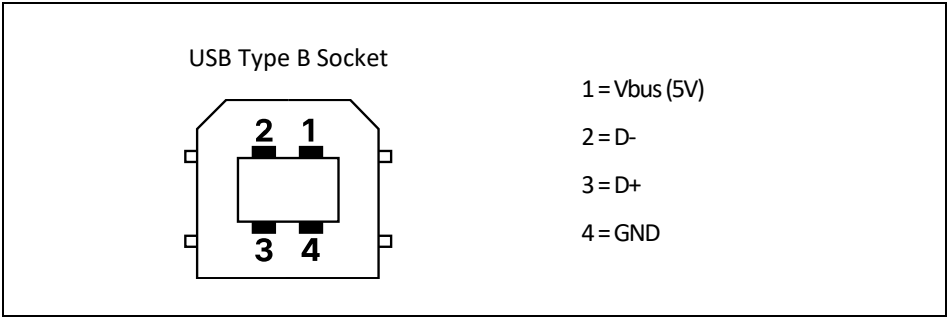 USB Type B Socket
2 1
3 4
1 = Vbus (5V)
2 = D-
3 = D+
4 = GND